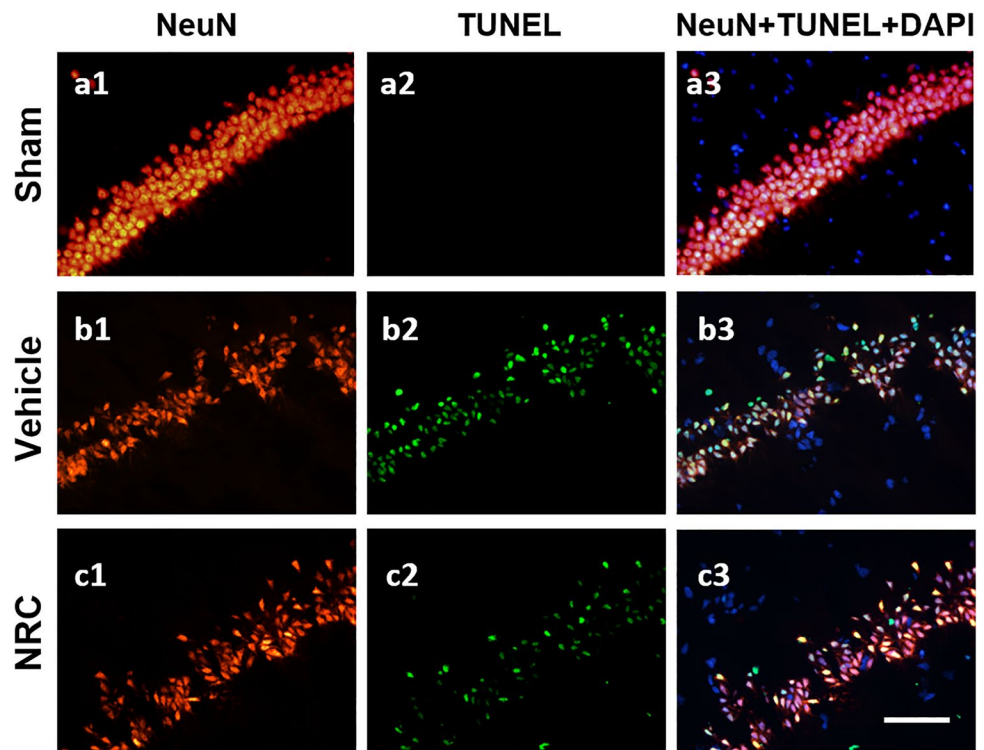 NeuN TUNEL NeuN+TUNEL+DAPI
Sham a1 a2 a3
Vehicle b1 b2 b3
NRC c1 c2 c3